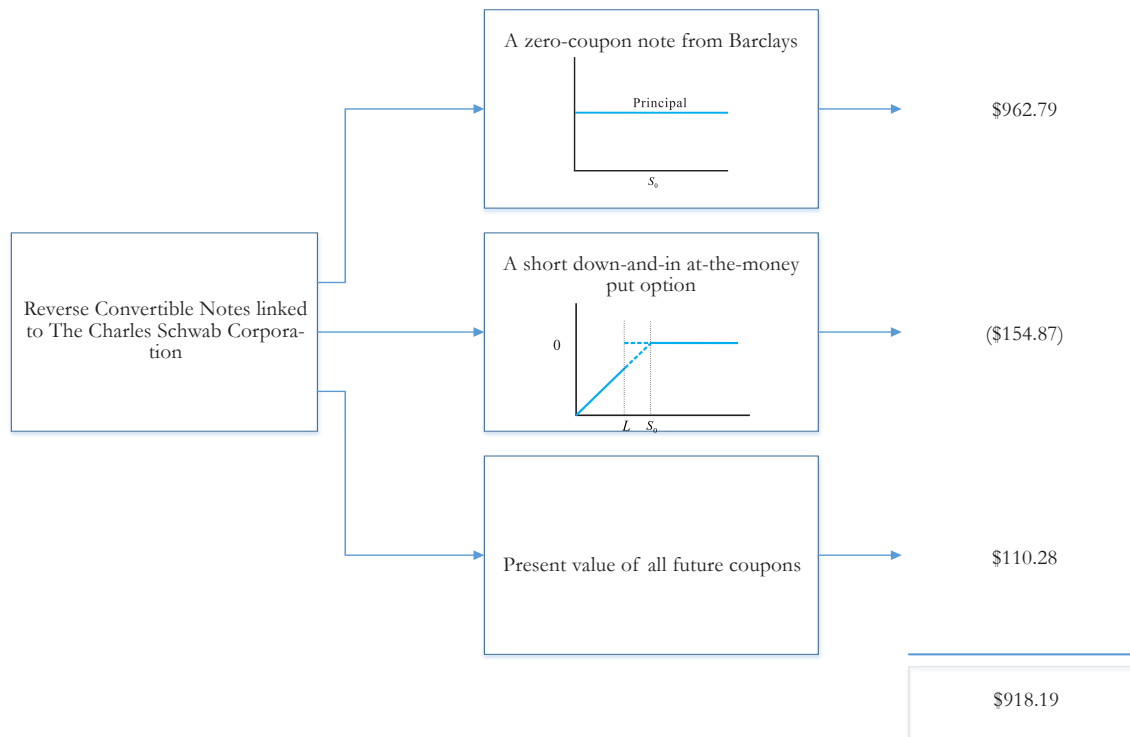 A zero-coupon note from Barclays
Principal
S₀
$962.79
Reverse Convertible Notes linked
to The Charles Schwab Corpora-
tion
A short down-and-in at-the-money
put option
0
L S₀
($154.87)
Present value of all future coupons
$110.28
$918.19